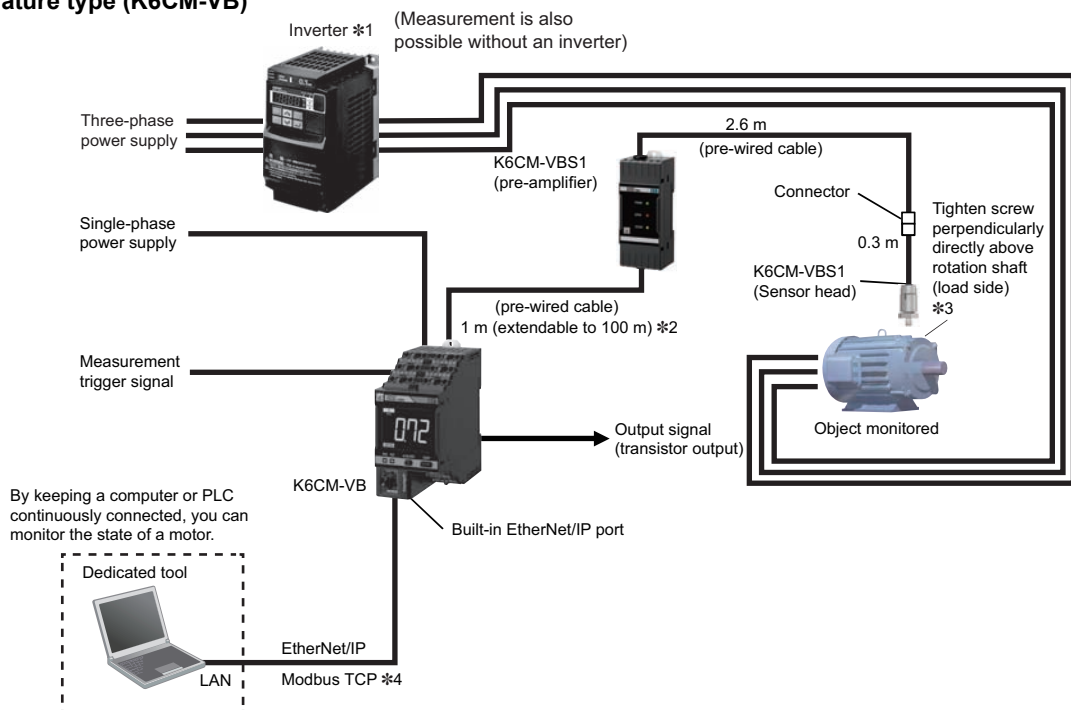 ature type (K6CM-VB)
Inverter ✻1
(Measurement is also
possible without an inverter)
Three-phase
power supply
K6CM-VBS1
(pre-amplifier)
2.6 m
(pre-wired cable)
Connector
0.3 m
Tighten screw
perpendicularly
directly above
rotation shaft
(load side)
✻3
K6CM-VBS1
(Sensor head)
Single-phase
power supply
(pre-wired cable)
1 m (extendable to 100 m) ✻2
Measurement
trigger signal
0.72
Output signal
(transistor output)
Object monitored
K6CM-VB
Built-in EtherNet/IP port
By keeping a computer or PLC
continuously connected, you can
monitor the state of a motor.
Dedicated tool
EtherNet/IP
LAN
Modbus TCP ✻4